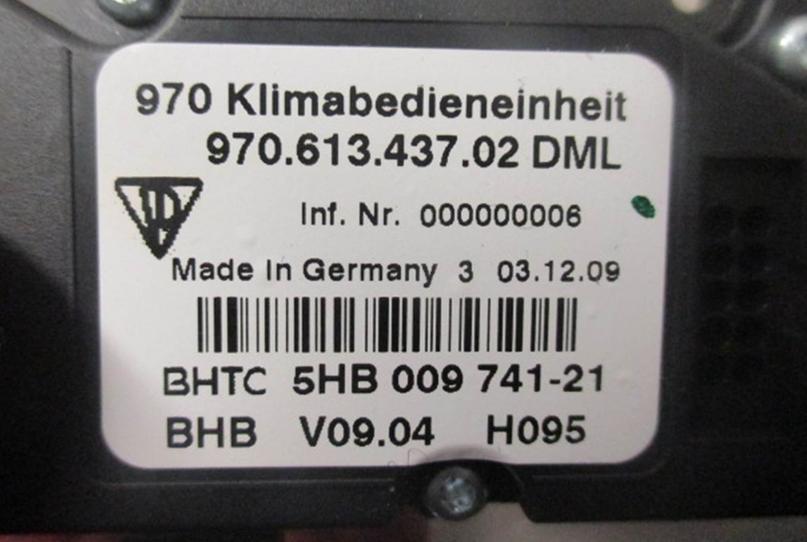 970 Klimabedieneinheit
970.613.437.02 DML
Inf. Nr. 000000006
Made In Germany 3 03.12.09
BHTC 5HB 009 741-21
BHB V09.04 H095